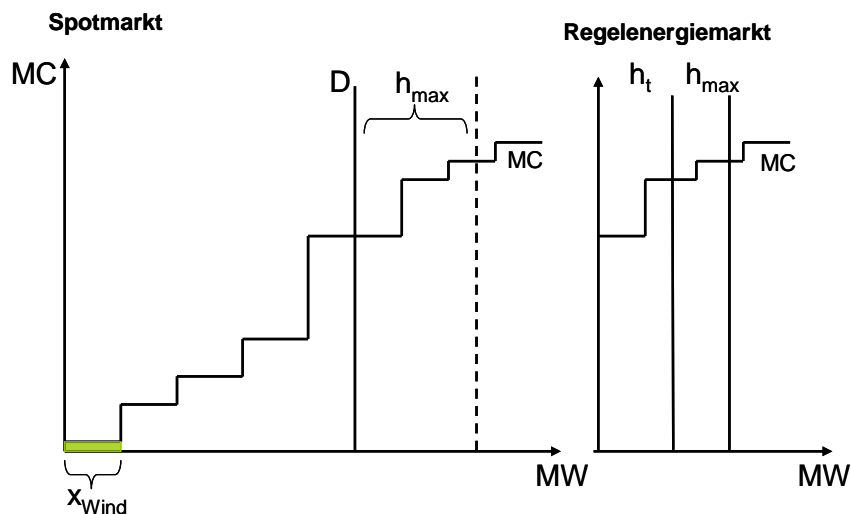 Spotmarkt
MC
D
h_max
MC
MW
x_Wind
Regelenergiemarkt
h_t h_max
MC
MW